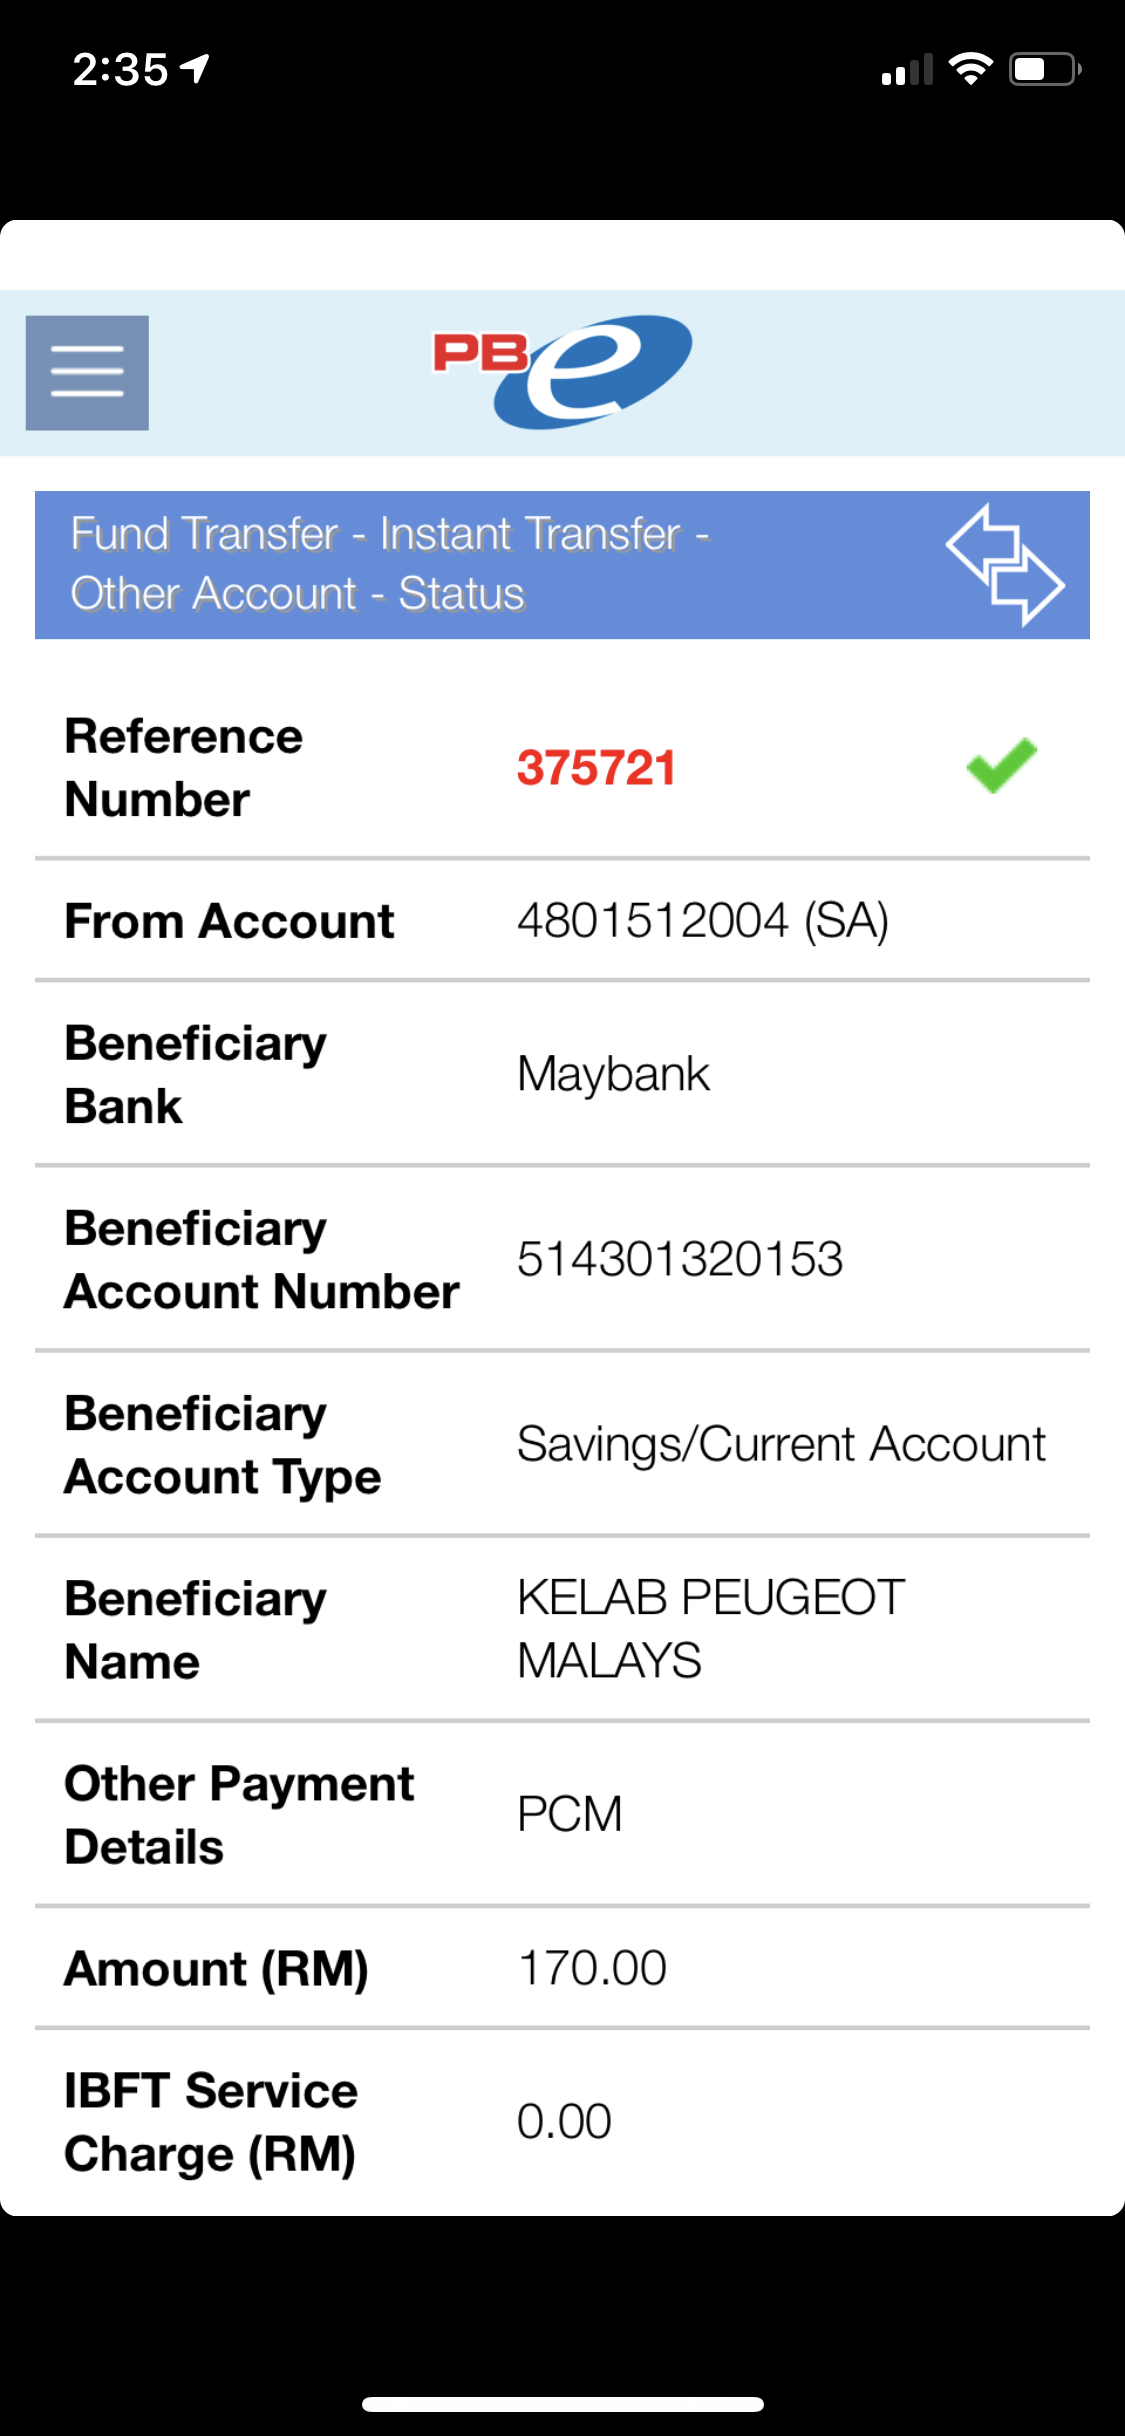 2:35
PBe
Fund Transfer - Instant Transfer -
Other Account - Status
Reference
Number
375721
From Account
4801512004 (SA)
Beneficiary
Bank
Maybank
Beneficiary
Account Number
514301320153
Beneficiary
Account Type
Savings/Current Account
Beneficiary
Name
KELAB PEUGEOT
MALAYS
Other Payment
Details
PCM
Amount (RM)
170.00
IBFT Service
Charge (RM)
0.00